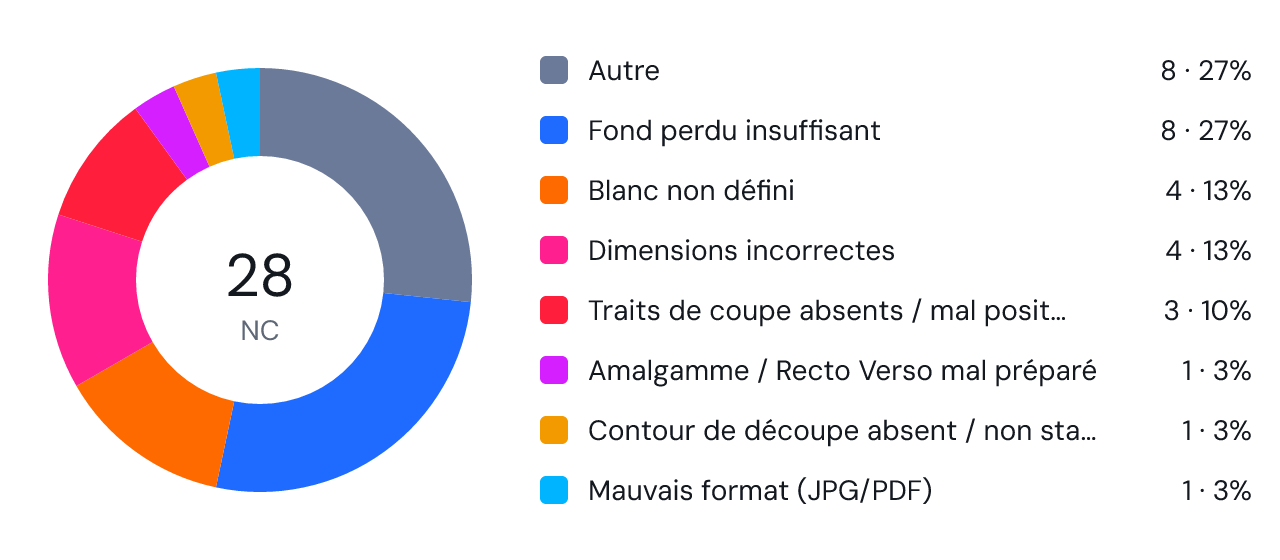 28
NC
Autre 8 · 27%
Fond perdu insuffisant 8 · 27%
Blanc non défini 4 · 13%
Dimensions incorrectes 4 · 13%
Traits de coupe absents / mal posit... 3 · 10%
Amalgamme / Recto Verso mal préparé 1 · 3%
Contour de découpe absent / non sta... 1 · 3%
Mauvais format (JPG/PDF) 1 · 3%